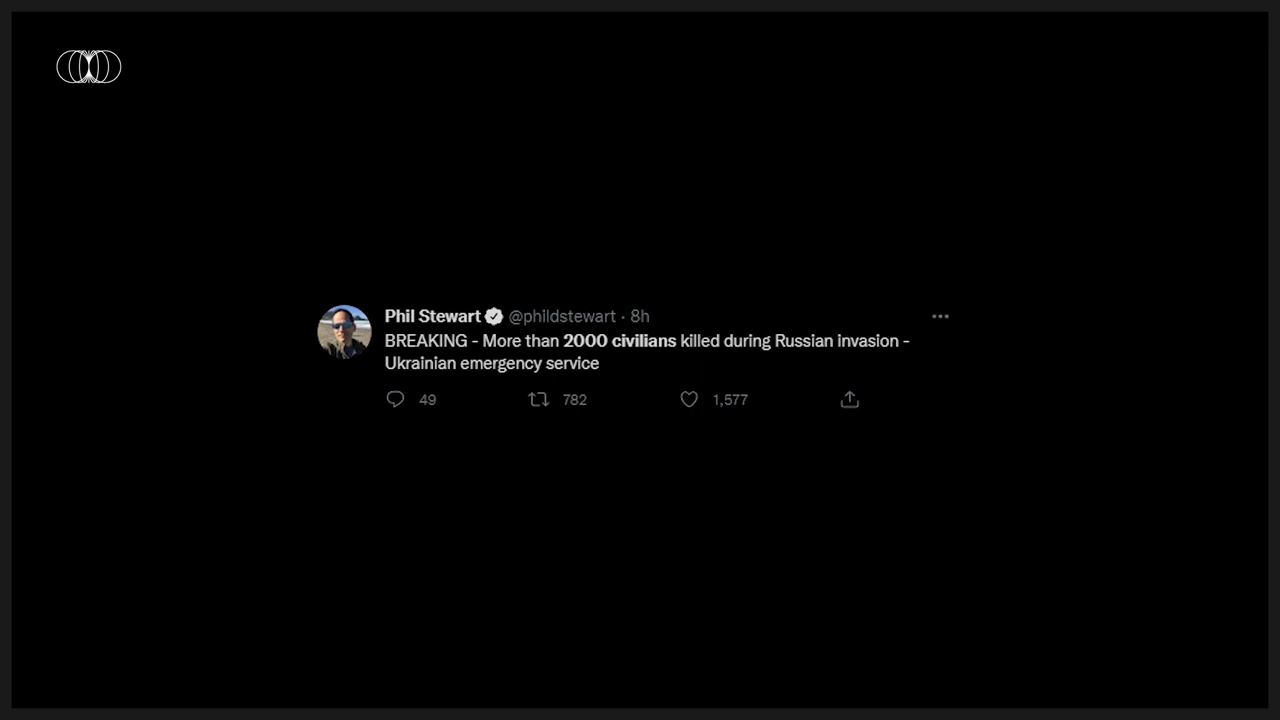 Phil Stewart @phildstewart · 8h
BREAKING - More than 2000 civilians killed during Russian invasion -
Ukrainian emergency service
49 782 1,577